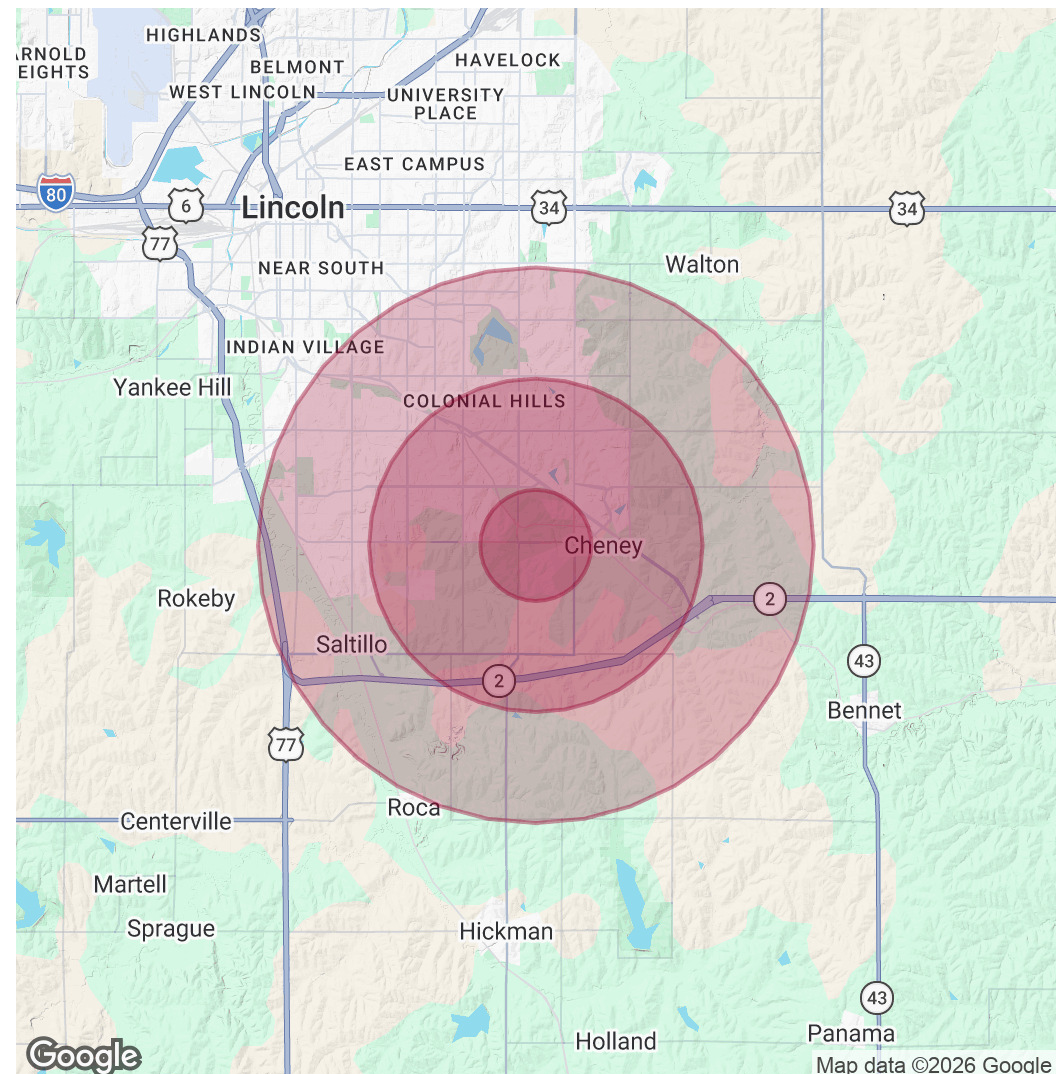 HIGHLANDS
ARNOLD
EIGHTS
BELMONT
HAVELOCK
WEST LINCOLN
UNIVERSITY
PLACE
EAST CAMPUS
80
6
Lincoln
34
34
77
NEAR SOUTH
Walton
INDIAN VILLAGE
Yankee Hill
COLONIAL HILLS
Cheney
Rokeby
2
Saltillo
43
2
Bennet
77
Roca
Centerville
Martell
Sprague
Hickman
43
Panama
Holland
Google
Map data ©2026 Google